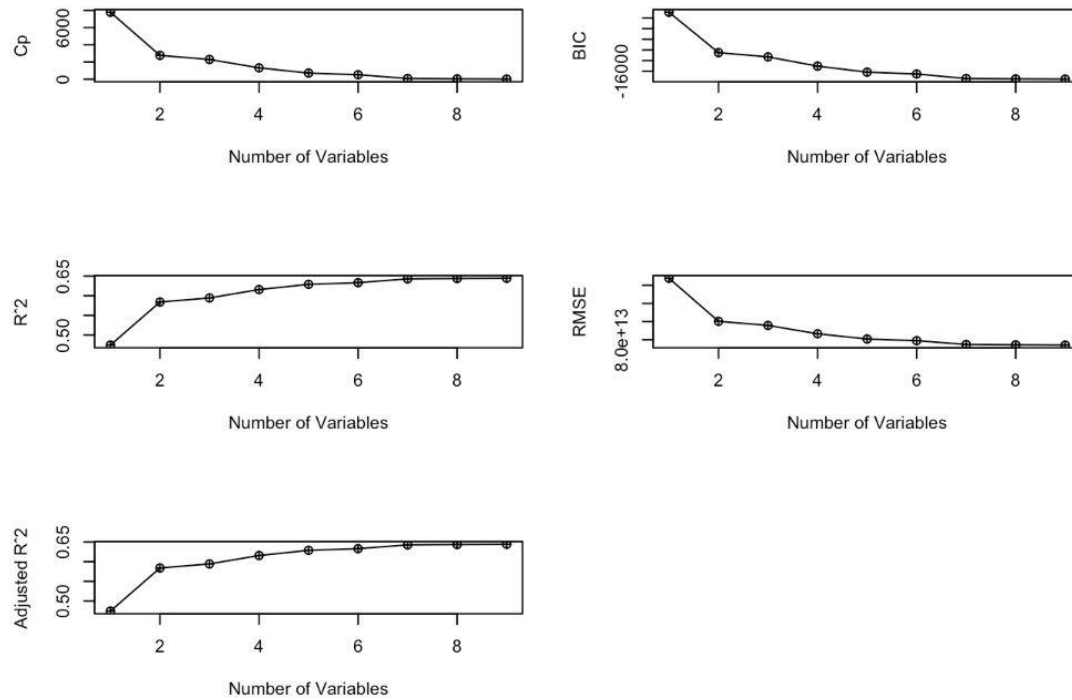 Cp
6000
0
2 4 6 8
Number of Variables
BIC
-16000
2 4 6 8
Number of Variables
R^2
0.65
0.50
2 4 6 8
Number of Variables
RMSE
8.0e+13
2 4 6 8
Number of Variables
Adjusted R^2
0.65
0.50
2 4 6 8
Number of Variables